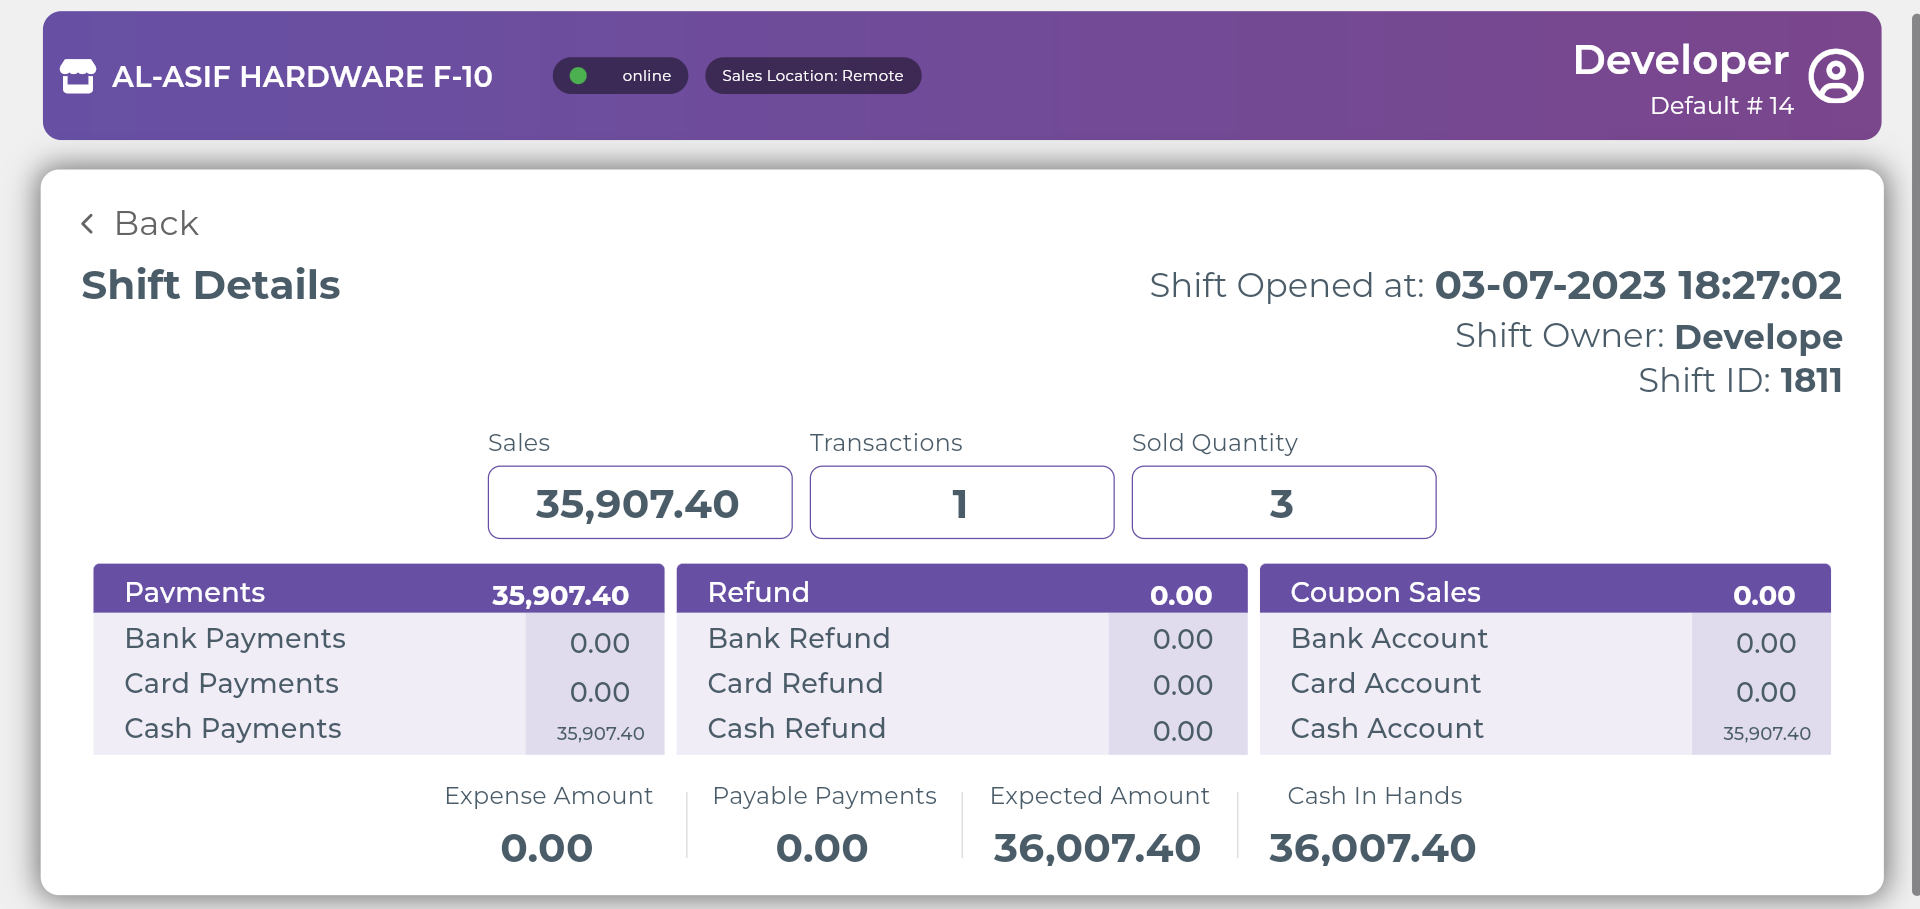 AL-ASIF HARDWARE F-10
online
Sales Location: Remote
Developer
Default # 14
Back
Shift Details
Shift Opened at: 03-07-2023 18:27:02
Shift Owner: Develope
Shift ID: 1811
Sales Transactions Sold Quantity
35,907.40 1 3
Payments 35,907.40
Bank Payments 0.00
Card Payments 0.00
Cash Payments 35,907.40
Refund 0.00
Bank Refund 0.00
Card Refund 0.00
Cash Refund 0.00
Coupon Sales 0.00
Bank Account 0.00
Card Account 0.00
Cash Account 35,907.40
Expense Amount Payable Payments Expected Amount Cash In Hands
0.00 0.00 36,007.40 36,007.40